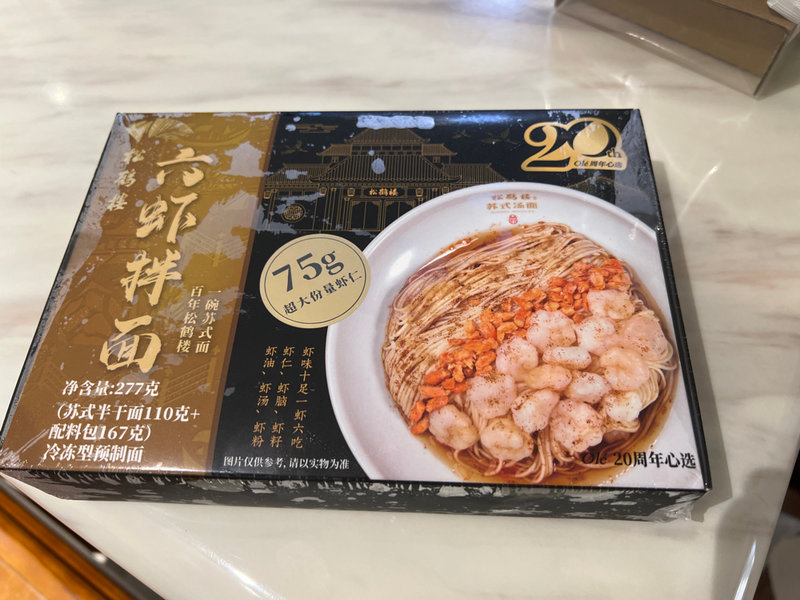 松鹤楼
六虾拌面
一碗苏式面
百年松鹤楼
净含量:277克
(苏式半干面110克+
配料包167克)
冷冻型预制面
松鹤楼
75g
超大份量虾仁
虾味十足一虾六吃
虾仁、虾脑、虾籽
虾油、虾汤、虾粉
图片仅供参考,请以实物为准
20th
Olé周年心选
松鹤楼
苏式汤面
Olé 20周年心选